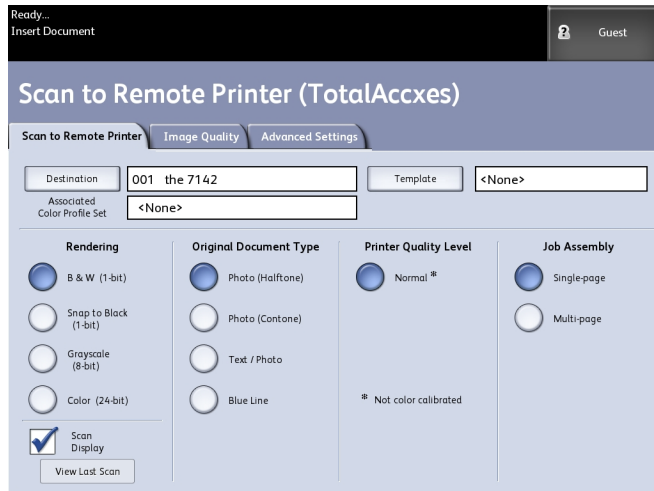 Ready...
Insert Document
Guest
Scan to Remote Printer (TotalAccxes)
Scan to Remote Printer
Image Quality
Advanced Settings
Destination
001 the 7142
Template
<None>
Associated
Color Profile Set
<None>
Rendering
B & W (1-bit)
Snap to Black
(1-bit)
Grayscale
(8-bit)
Color (24-bit)
Scan
Display
View Last Scan
Original Document Type
Photo (Halftone)
Photo (Contone)
Text / Photo
Blue Line
Printer Quality Level
Normal *
* Not color calibrated
Job Assembly
Single-page
Multi-page